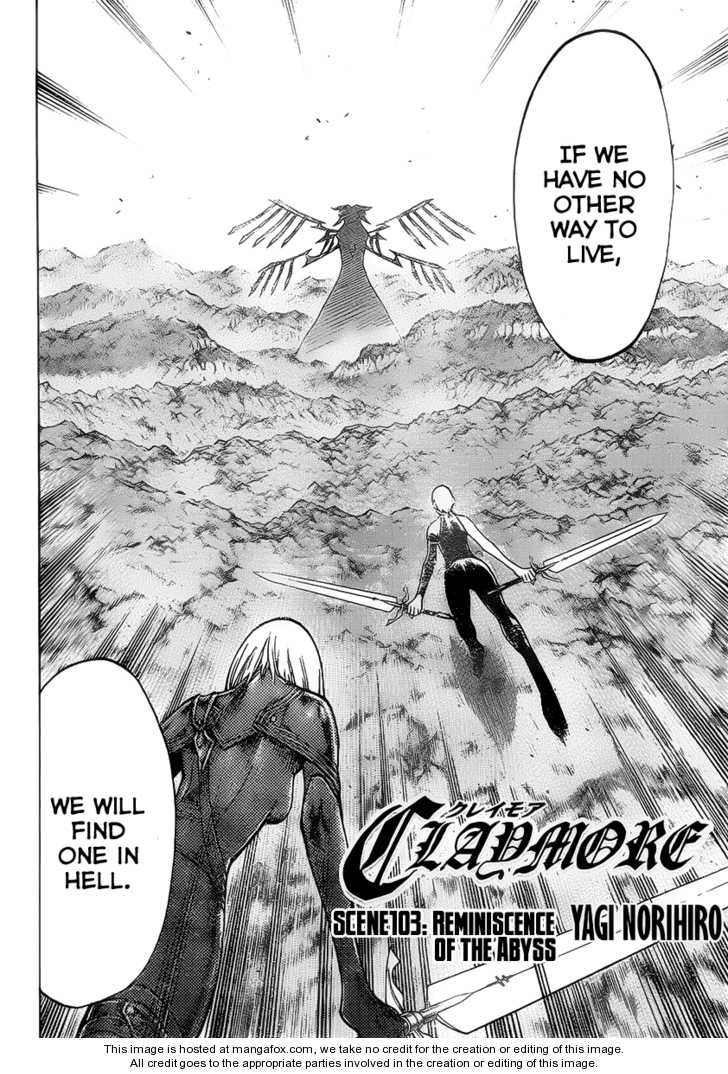 IF WE
HAVE NO
OTHER
WAY TO
LIVE,
WE WILL
FIND
ONE IN
HELL.
クレイモア
CLAYMORE
SCENE103: REMINISCENCE
OF THE ABYSS
YAGI NORIHIRO
This image is hosted at mangafox.com, we take no credit for the creation or editing of this image.
All credit goes to the appropriate parties involved in the creation or editing of this image.